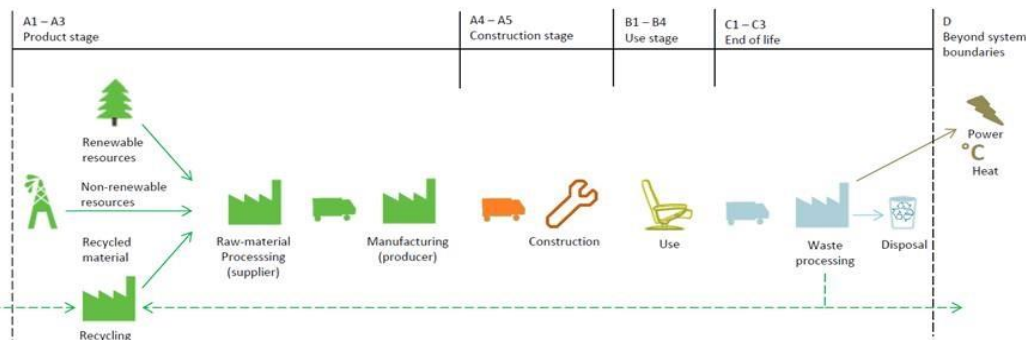 A1 – A3
Product stage
A4 – A5
Construction stage
B1 – B4
Use stage
C1 – C3
End of life
D
Beyond system
boundaries
Renewable
resources
Non-renewable
resources
Recycled
material
Recycling
Raw-material
Processsing
(supplier)
Manufacturing
(producer)
Construction
Use
Waste
processing
Disposal
Power
°C
Heat